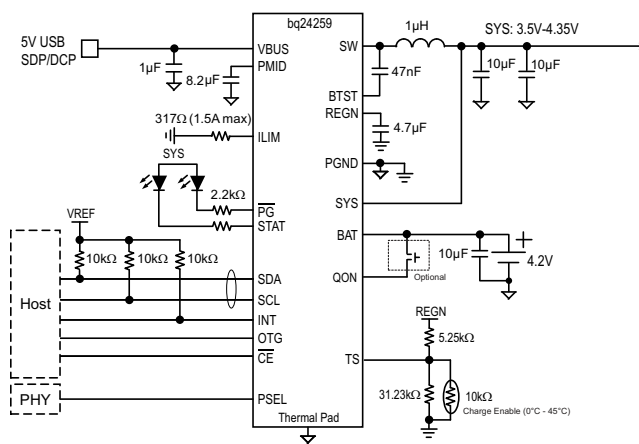 bq24259
5V USB
SDP/DCP
1µF
8.2µF
VBUS
PMID
317Ω (1.5A max)
ILIM
SYS
2.2kΩ
PG
STAT
VREF
10kΩ
10kΩ
10kΩ
Host
SDA
SCL
INT
OTG
CE
PHY
PSEL
Thermal Pad
SW
1µH
SYS: 3.5V-4.35V
47nF
10µF
10µF
BTST
REGN
4.7µF
PGND
SYS
BAT
10µF
+
4.2V
Optional
QON
REGN
5.25kΩ
TS
31.23kΩ
10kΩ
Charge Enable (0°C - 45°C)